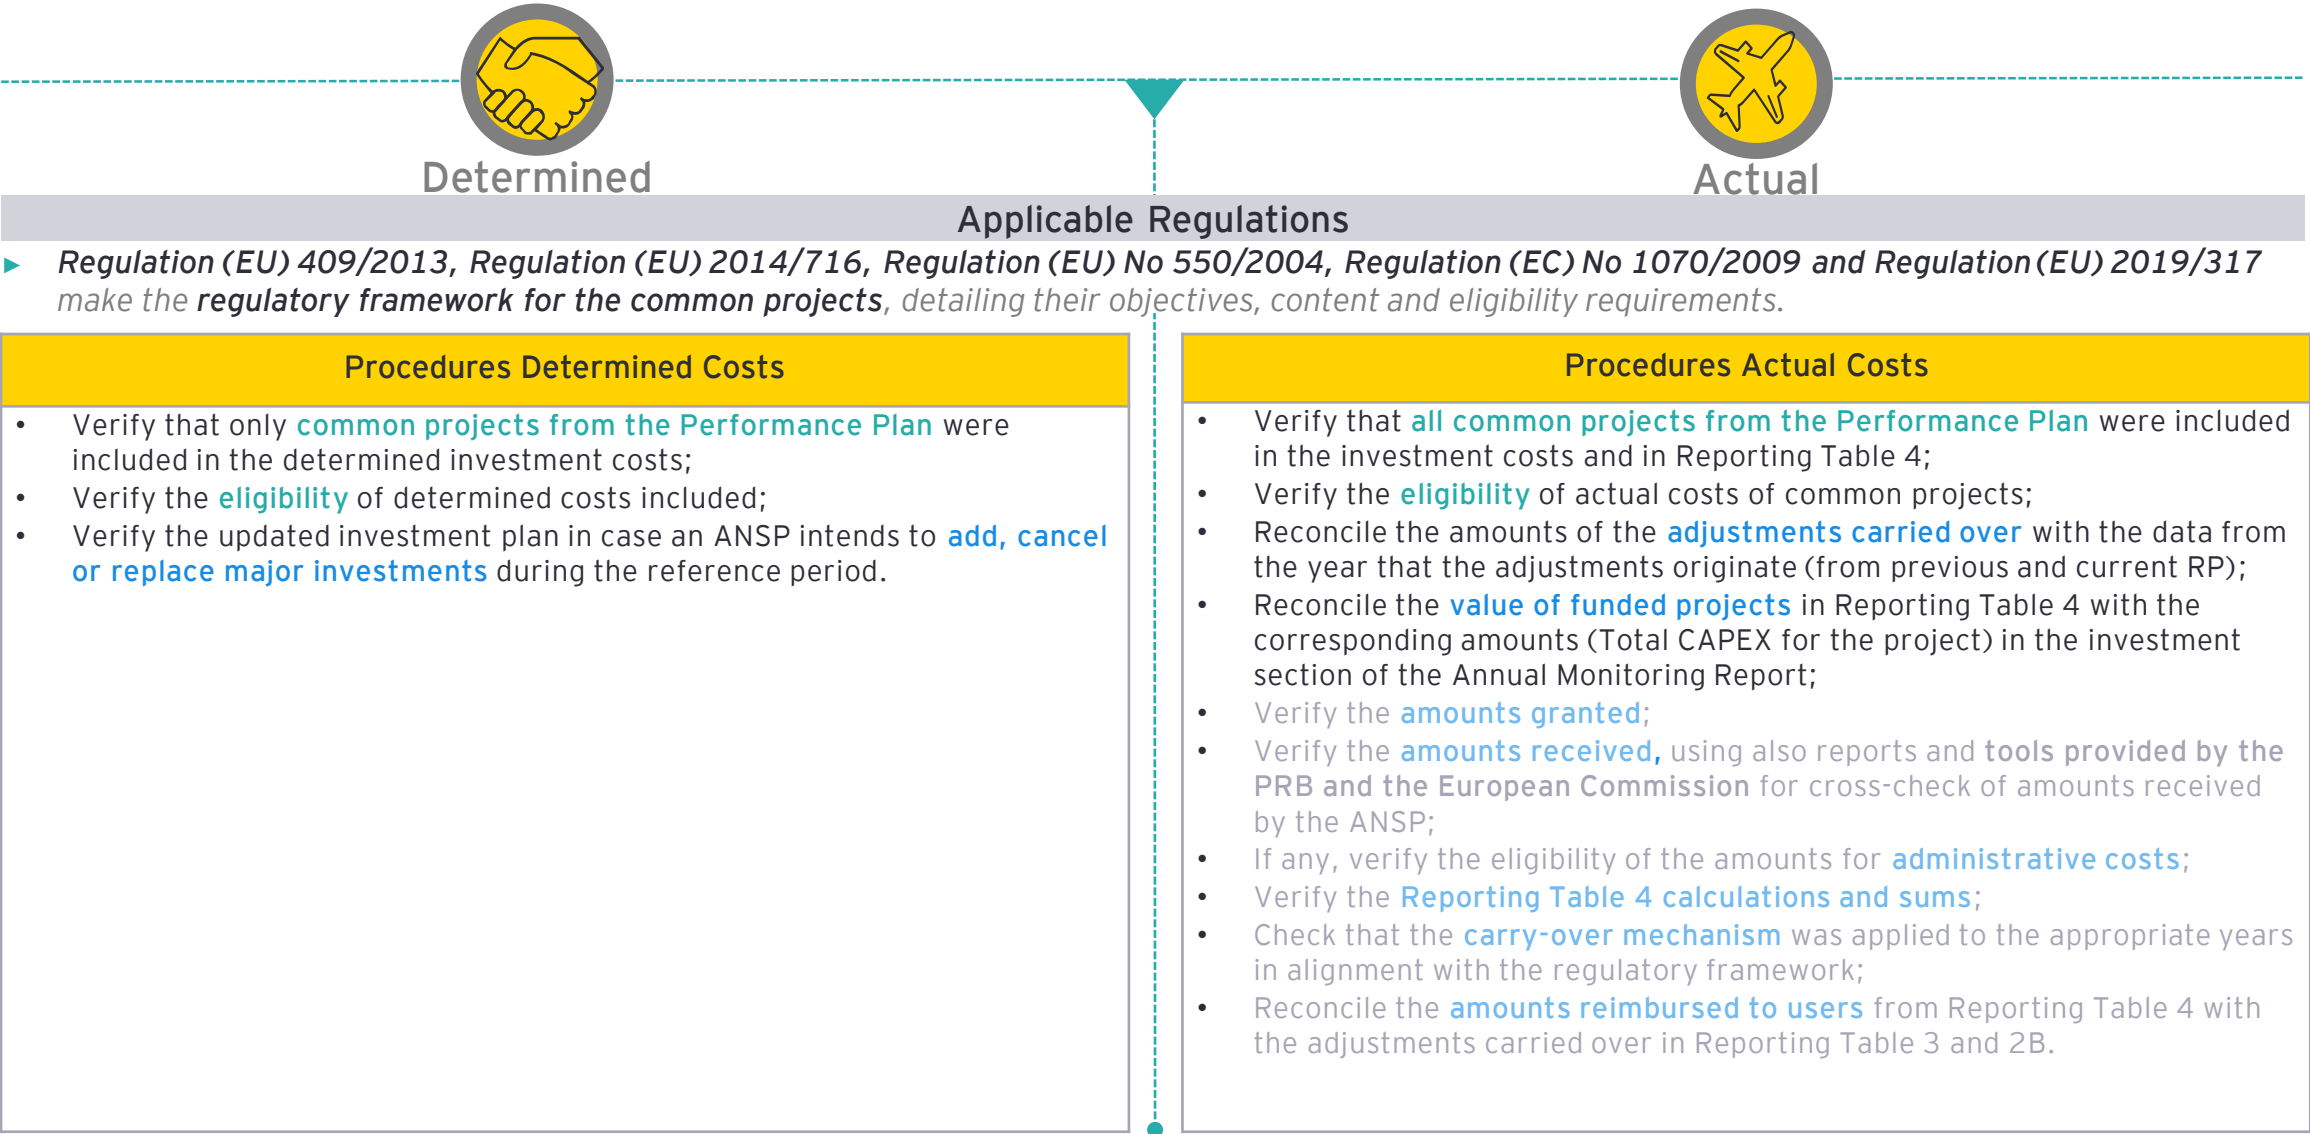 Determined
Actual
Applicable Regulations
► Regulation (EU) 409/2013, Regulation (EU) 2014/716, Regulation (EU) No 550/2004, Regulation (EC) No 1070/2009 and Regulation (EU) 2019/317
make the regulatory framework for the common projects, detailing their objectives, content and eligibility requirements.
Procedures Determined Costs
• Verify that only common projects from the Performance Plan were
included in the determined investment costs;
• Verify the eligibility of determined costs included;
• Verify the updated investment plan in case an ANSP intends to add, cancel
or replace major investments during the reference period.
Procedures Actual Costs
• Verify that all common projects from the Performance Plan were included
in the investment costs and in Reporting Table 4;
• Verify the eligibility of actual costs of common projects;
• Reconcile the amounts of the adjustments carried over with the data from
the year that the adjustments originate (from previous and current RP);
• Reconcile the value of funded projects in Reporting Table 4 with the
corresponding amounts (Total CAPEX for the project) in the investment
section of the Annual Monitoring Report;
• Verify the amounts granted;
• Verify the amounts received, using also reports and tools provided by the
PRB and the European Commission for cross-check of amounts received
by the ANSP;
• If any, verify the eligibility of the amounts for administrative costs;
• Verify the Reporting Table 4 calculations and sums;
• Check that the carry-over mechanism was applied to the appropriate years
in alignment with the regulatory framework;
• Reconcile the amounts reimbursed to users from Reporting Table 4 with
the adjustments carried over in Reporting Table 3 and 2B.